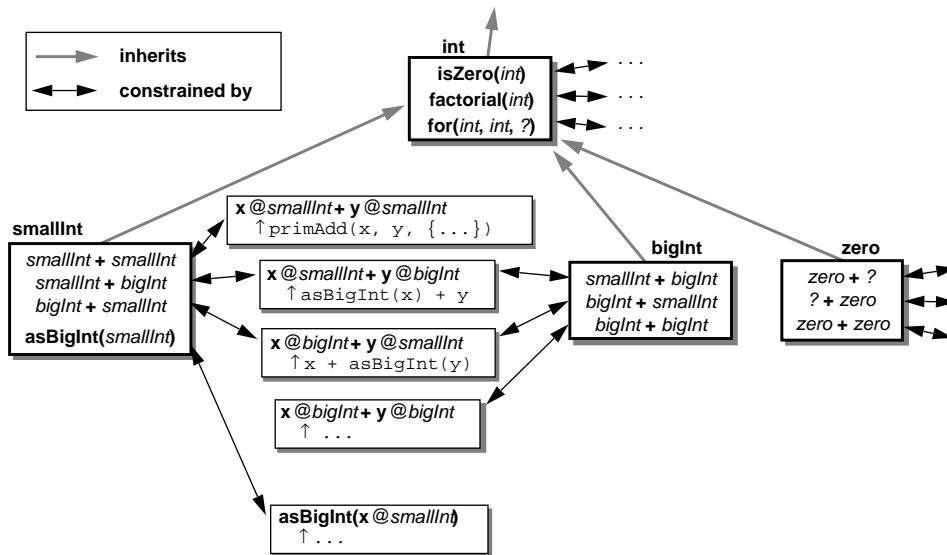 inherits
constrained by
int
isZero(int)
factorial(int)
for(int, int, ?)
. . .
. . .
. . .
smallInt
smallInt + smallInt
smallInt + bigInt
bigInt + smallInt
asBigInt(smallInt)
x @smallInt + y @smallInt
↑primAdd(x, y, {...})
x @smallInt + y @bigInt
↑asBigInt(x) + y
x @bigInt + y @smallInt
↑x + asBigInt(y)
x @bigInt + y @bigInt
↑ ...
asBigInt(x @smallInt)
↑ ...
bigInt
smallInt + bigInt
bigInt + smallInt
bigInt + bigInt
zero
zero + ?
? + zero
zero + zero